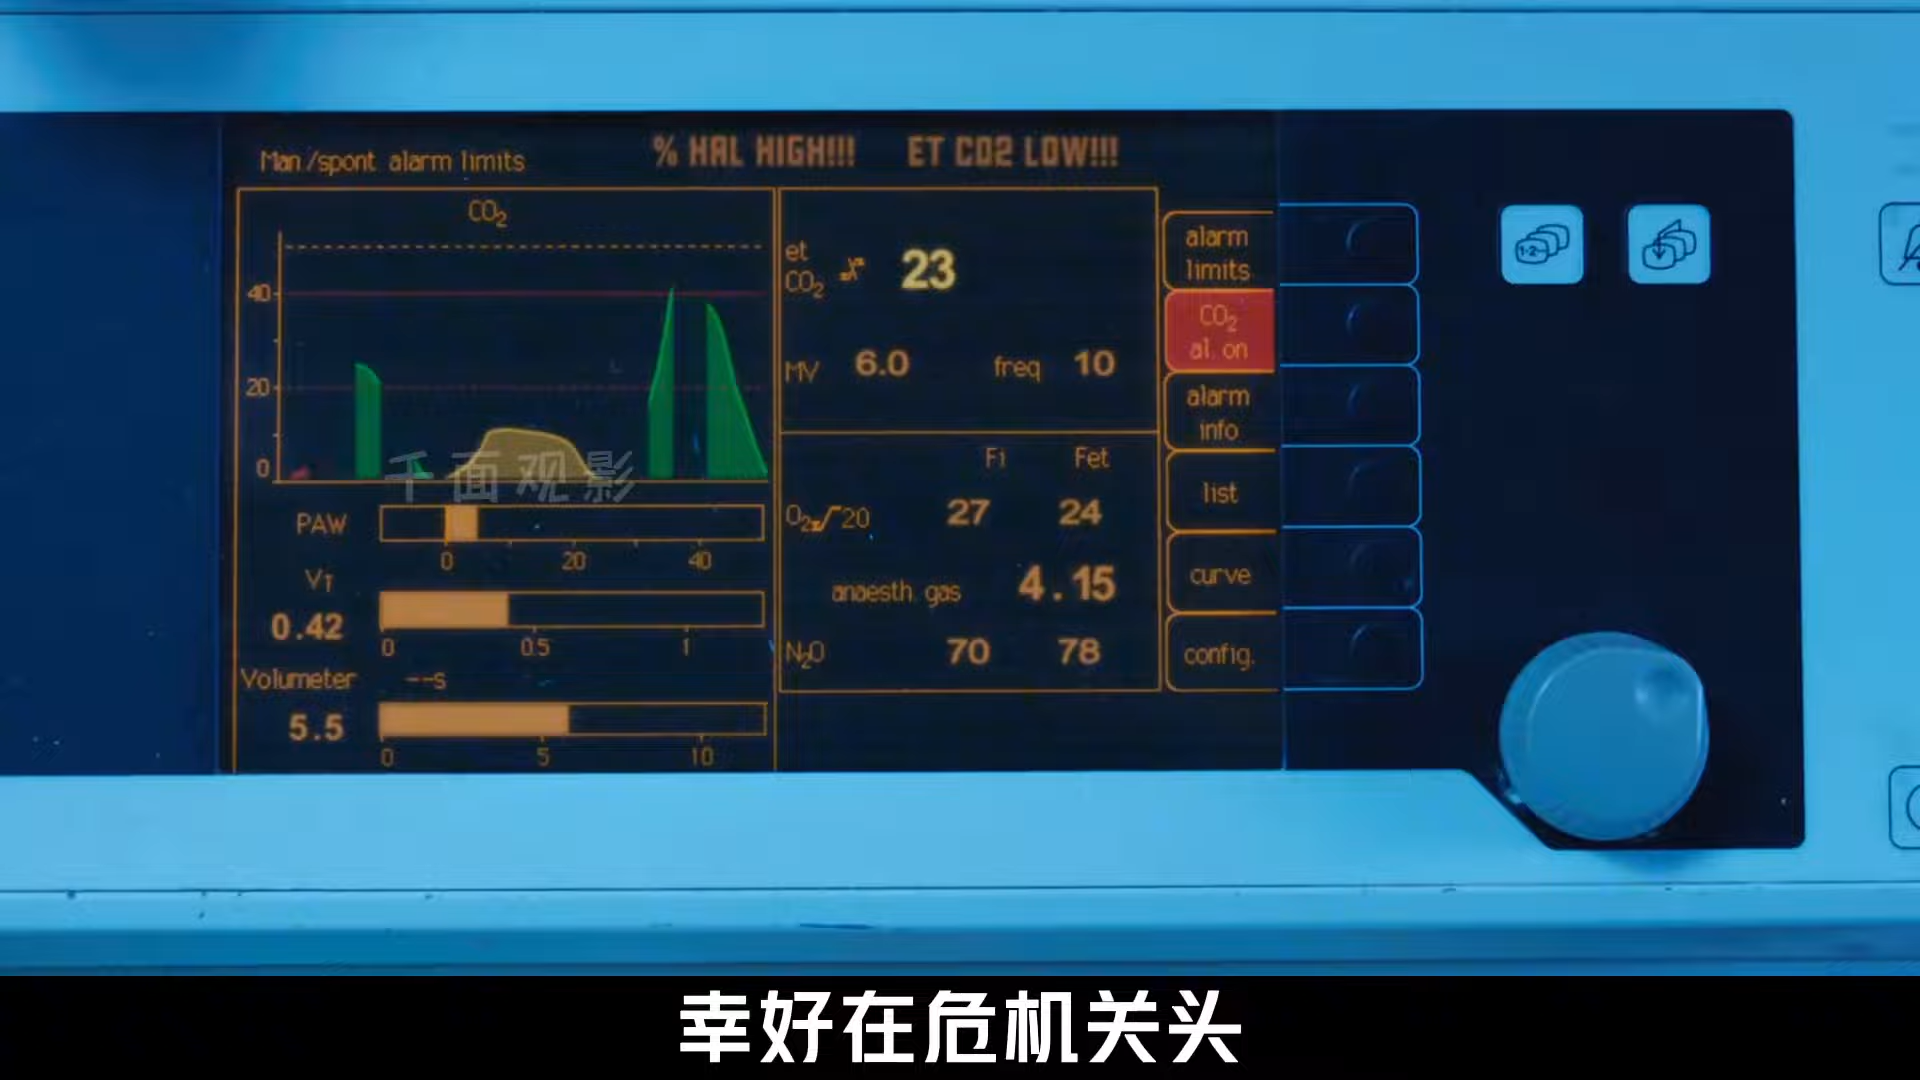 Man./spont. alarm limits
% HAL HIGH!!! ET CO2 LOW!!!
CO₂
40
20
0
千面观影
PAW
0 20 40
VT
0.42
0 0.5 1
Volumeter --s
5.5
0 5 10
et CO₂ 23
MV 6.0 freq 10
Fi Fet
O₂ 20 27 24
anaesth. gas 4.15
N₂O 70 78
alarm
limits
CO₂
al. on
alarm
info
list
curve
config.
1-2-
幸好在危机关头